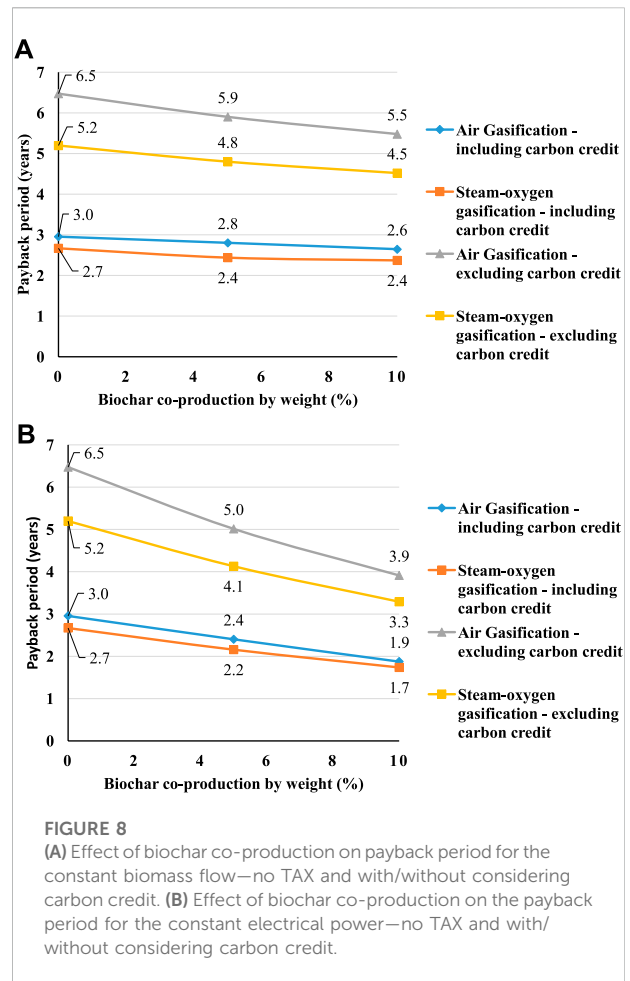 A
7
6
5
4
3
2
1
0
Payback period (years)
6.5
5.9
5.5
5.2
4.8
4.5
3.0
2.8
2.6
2.7
2.4
2.4
0 2 4 6 8 10
Biochar co-production by weight (%)
Air Gasification -
including carbon credit
Steam-oxygen
gasification - including
carbon credit
Air Gasification -
excluding carbon credit
Steam-oxygen
gasification - excluding
carbon credit
B
7
6
5
4
3
2
1
0
Payback period (years)
6.5
5.0
3.9
5.2
4.1
3.3
3.0
2.4
1.9
2.7
2.2
1.7
0 2 4 6 8 10
Biochar co-production by weight (%)
Air Gasification -
including carbon credit
Steam-oxygen
gasification - including
carbon credit
Air Gasification -
excluding carbon credit
Steam-oxygen
gasification - excluding
carbon credit
FIGURE 8
(A) Effect of biochar co-production on payback period for the
constant biomass flow—no TAX and with/without considering
carbon credit. (B) Effect of biochar co-production on the payback
period for the constant electrical power—no TAX and with/
without considering carbon credit.